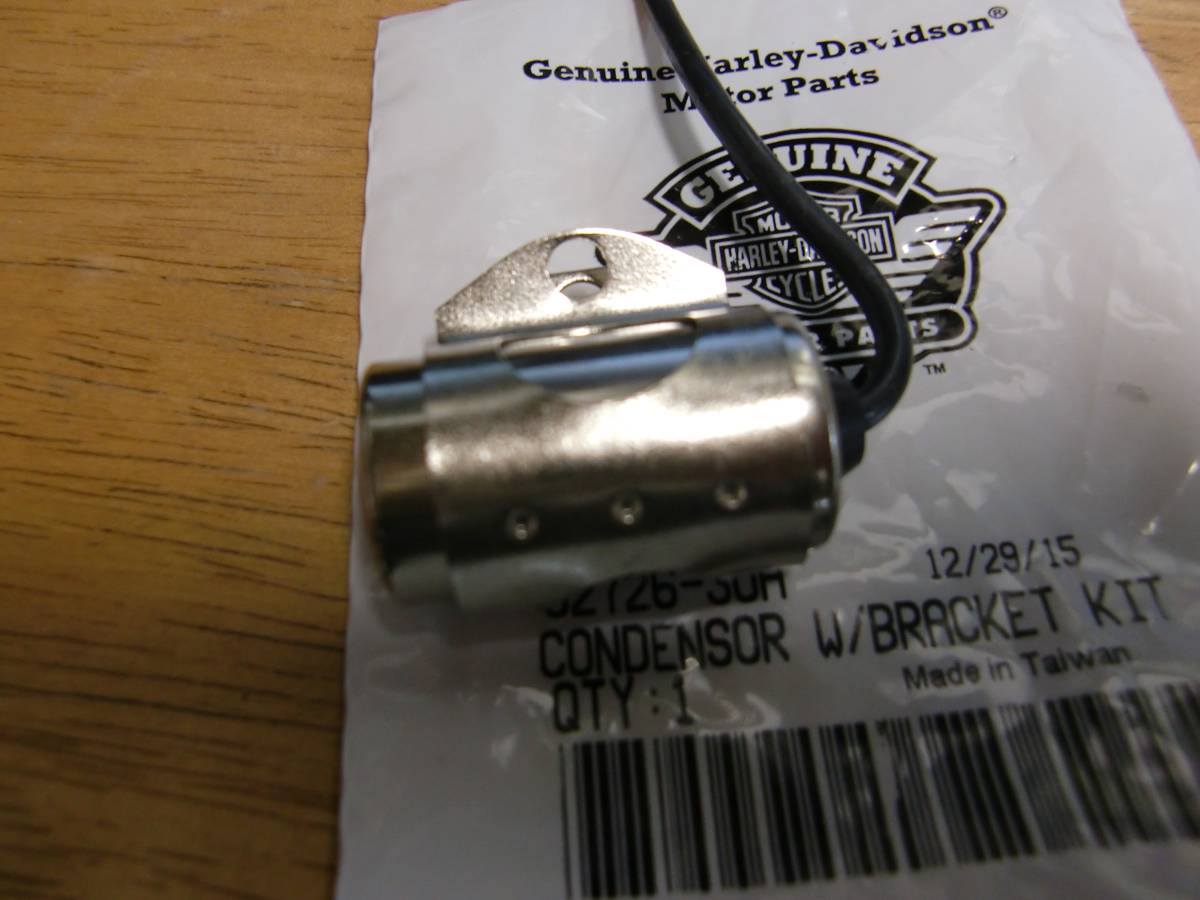 Genuine Harley-Davidson®
Motor Parts
GENUINE
MOTOR
HARLEY-DAVIDSON
CYCLES
PARTS
™
12/29/15
CONDENSOR W/BRACKET KIT
Made in Taiwan
QTY:1